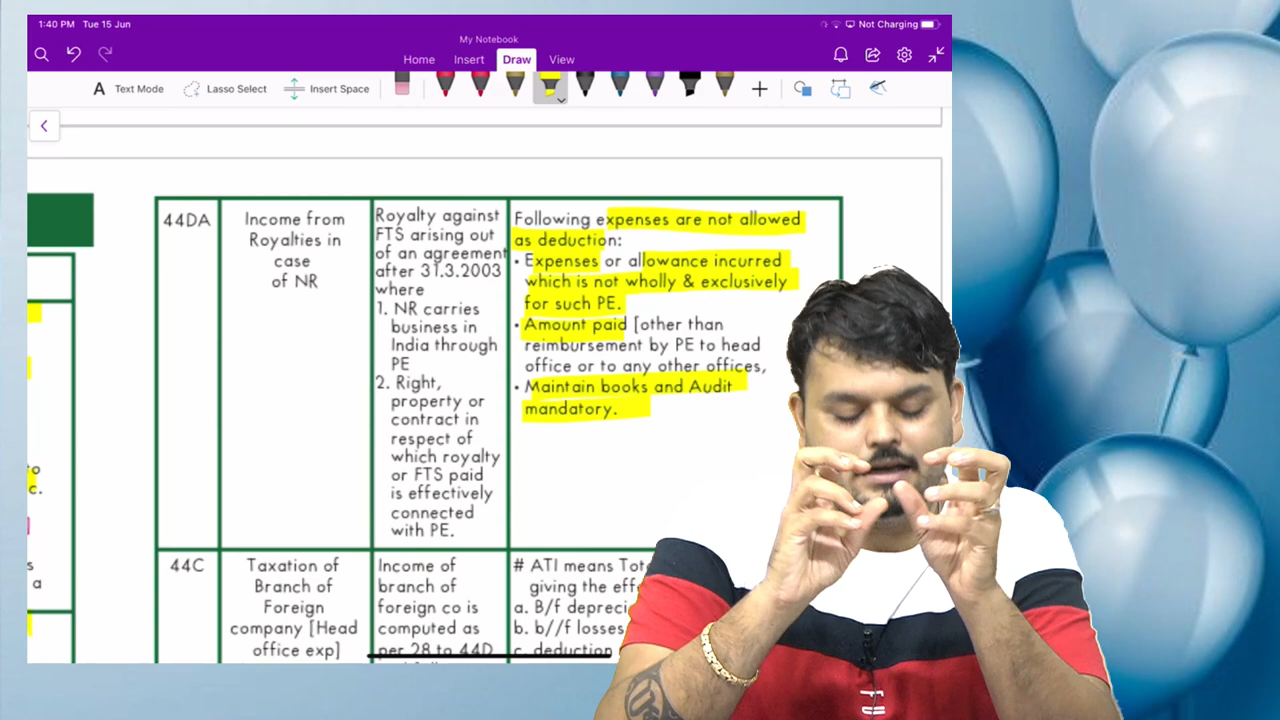 1:40 PM Tue 15 Jun
Not Charging
My Notebook
Home Insert Draw View
A Text Mode Lasso Select Insert Space
44DA
Income from
Royalties in
case
of NR
Royalty against
FTS arising out
of an agreement
after 31.3.2003
where
1. NR carries
business in
India through
PE
2. Right,
property or
contract in
respect of
which royalty
or FTS paid
is effectively
connected
with PE.
Following expenses are not allowed
as deduction:
• Expenses or allowance incurred
which is not wholly & exclusively
for such PE.
• Amount paid [other than
reimbursement by PE to head
office or to any other offices,
• Maintain books and Audit
mandatory.
44C
Taxation of
Branch of
Foreign
company [Head
office exp]
Income of
branch of
foreign co is
computed as
per 28 to 44D
# ATI means
giving the
a. B/f
b. b//f losses
c. deduction
to
c.
s
a